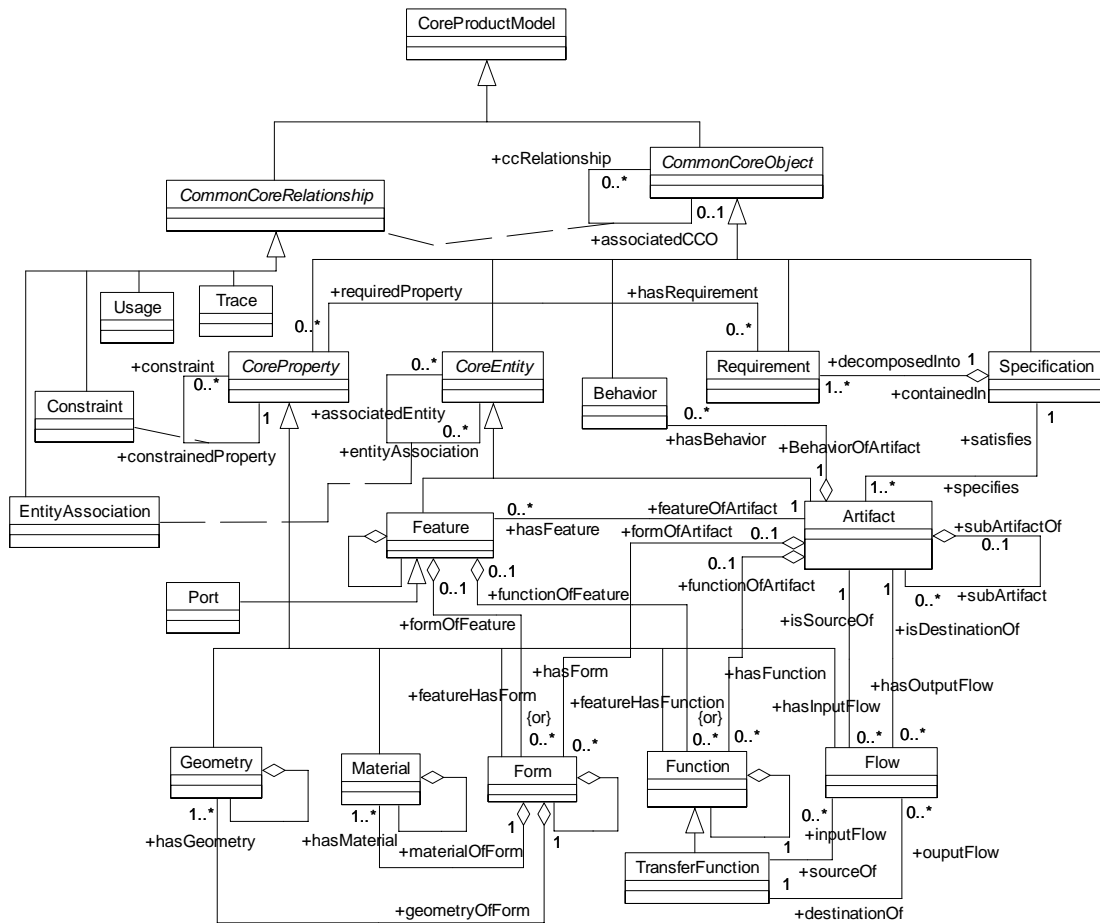 CoreProductModel
+ccRelationship
CommonCoreObject
0..*
CommonCoreRelationship
0..1
+associatedCCO
Usage
Trace
+requiredProperty
+hasRequirement
0..*
0..*
+constraint
CoreProperty
0..*
CoreEntity
Requirement
+decomposedInto
1
Specification
0..*
Behavior
1..*
+containedIn
Constraint
1
+associatedEntity
0..*
0..*
1
+constrainedProperty
+entityAssociation
+hasBehavior
+BehaviorOfArtifact
+satisfies
1
1..*
+specifies
EntityAssociation
0..*
+featureOfArtifact
1
Feature
+hasFeature
+formOfArtifact
0..1
Artifact
+subArtifactOf
0..1
0..1
0..1
0..1
+functionOfArtifact
Port
+functionOfFeature
1
1
0..*
+subArtifact
+formOfFeature
+isSourceOf
+isDestinationOf
+hasForm
+hasFunction
+featureHasForm
+featureHasFunction
+hasOutputFlow
+hasInputFlow
{or}
{or}
0..*
0..*
0..*
0..*
0..*
0..*
Geometry
Material
Form
Function
Flow
1..*
1..*
0..*
+hasGeometry
+hasMaterial
1
1
1
+inputFlow
+materialOfForm
+ouputFlow
TransferFunction
1
+sourceOf
+geometryOfForm
+destinationOf